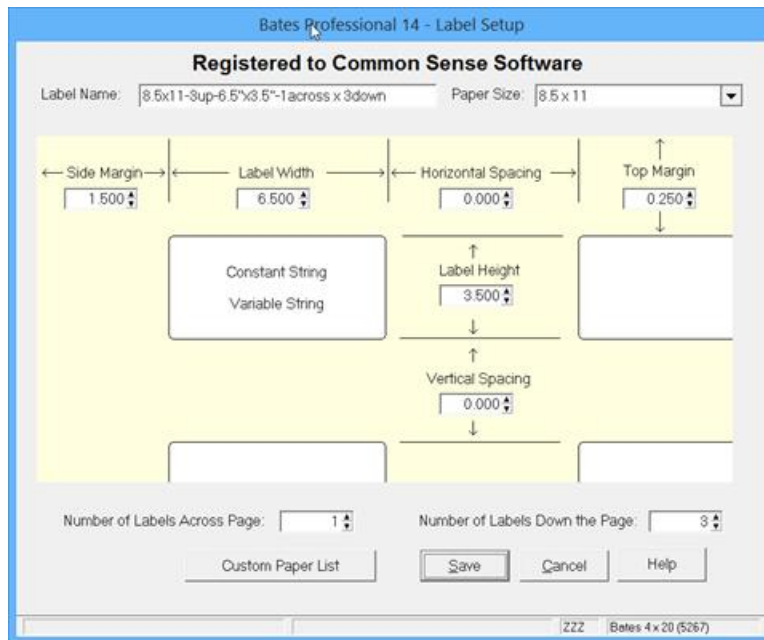 Bates Professional 14 - Label Setup
Registered to Common Sense Software
Label Name: 8.5x11-3up-6.5"x3.5"-1across x 3down Paper Size: 8.5 x 11
Side Margin Label Width Horizontal Spacing Top Margin
1.500 6.500 0.000 0.250
Constant String
Variable String
Label Height
3.500
Vertical Spacing
0.000
Number of Labels Across Page: 1 Number of Labels Down the Page: 3
Custom Paper List Save Cancel Help
ZZZ Bates 4 x 20 (5267)